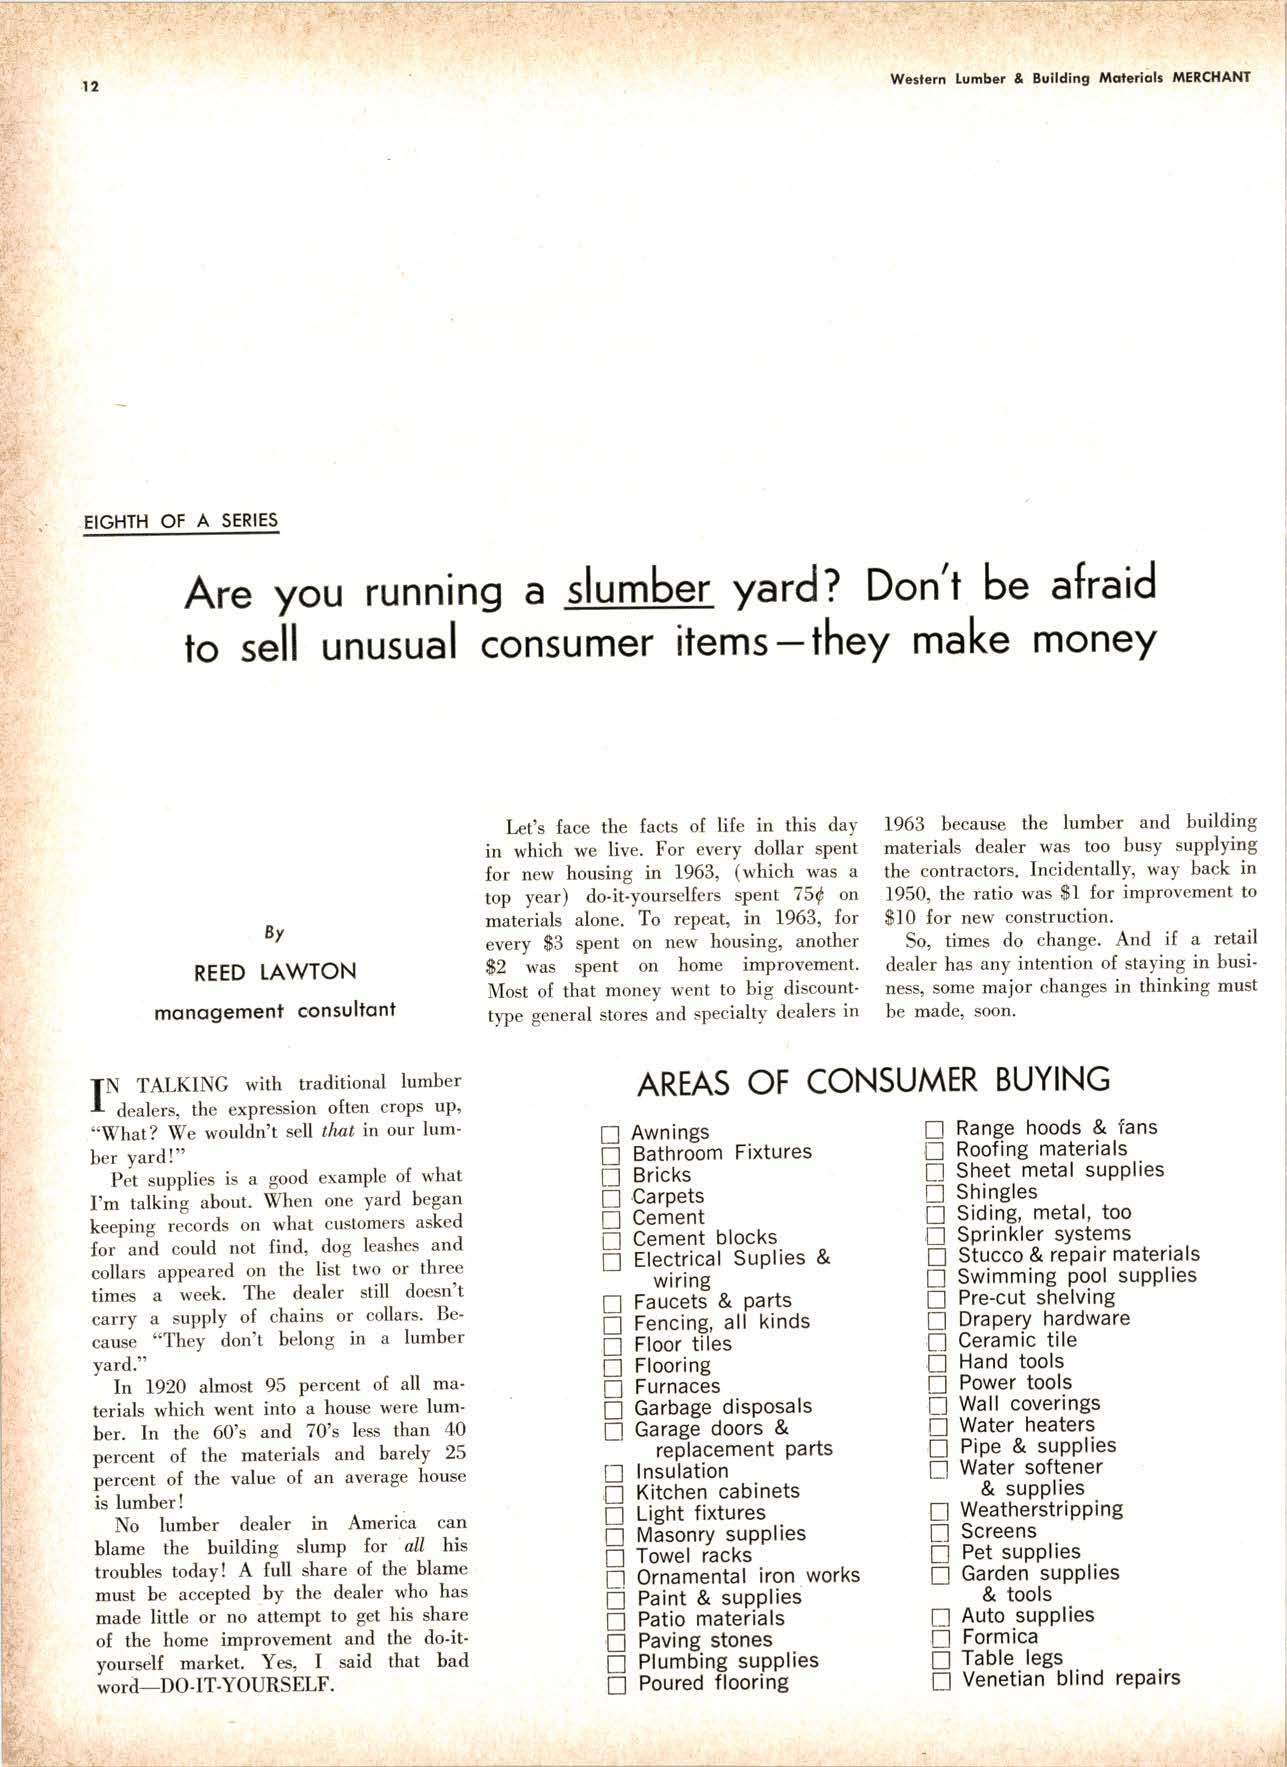 12
Western Lumber & Building Materials MERCHANT
EIGHTH OF A SERIES
Are you running a slumber yard? Don't be afraid
to sell unusual consumer items—they make money
By
REED LAWTON
management consultant
IN TALKING with traditional lumber
dealers, the expression often crops up,
“What? We wouldn't sell that in our lum-
ber yard!”
Pet supplies is a good example of what
I'm talking about. When one yard began
keeping records on what customers asked
for and could not find, dog leashes and
collars appeared on the list two or three
times a week. The dealer still doesn't
carry a supply of chains or collars. Be-
cause “They don't belong in a lumber
yard.”
In 1920 almost 95 percent of all ma-
terials which went into a house were lum-
ber. In the 60's and 70's less than 40
percent of the materials and barely 25
percent of the value of an average house
is lumber!
No lumber dealer in America can
blame the building slump for all his
troubles today! A full share of the blame
must be accepted by the dealer who has
made little or no attempt to get his share
of the home improvement and the do-it-
yourself market. Yes, I said that bad
word—DO-IT-YOURSELF.
Let's face the facts of life in this day
in which we live. For every dollar spent
for new housing in 1963, (which was a
top year) do-it-yourselfers spent 75¢ on
materials alone. To repeat, in 1963, for
every $3 spent on new housing, another
$2 was spent on home improvement.
Most of that money went to big discount-
type general stores and specialty dealers in
1963 because the lumber and building
materials dealer was too busy supplying
the contractors. Incidentally, way back in
1950, the ratio was $1 for improvement to
$10 for new construction.
So, times do change. And if a retail
dealer has any intention of staying in busi-
ness, some major changes in thinking must
be made, soon.
AREAS OF CONSUMER BUYING
☐ Awnings
☐ Bathroom Fixtures
☐ Bricks
☐ Carpets
☐ Cement
☐ Cement blocks
☐ Electrical Suplies &
wiring
☐ Faucets & parts
☐ Fencing, all kinds
☐ Floor tiles
☐ Flooring
☐ Furnaces
☐ Garbage disposals
☐ Garage doors &
replacement parts
☐ Insulation
☐ Kitchen cabinets
☐ Light fixtures
☐ Masonry supplies
☐ Towel racks
☐ Ornamental iron works
☐ Paint & supplies
☐ Patio materials
☐ Paving stones
☐ Plumbing supplies
☐ Poured flooring
☐ Range hoods & fans
☐ Roofing materials
☐ Sheet metal supplies
☐ Shingles
☐ Siding, metal, too
☐ Sprinkler systems
☐ Stucco & repair materials
☐ Swimming pool supplies
☐ Pre-cut shelving
☐ Drapery hardware
☐ Ceramic tile
☐ Hand tools
☐ Power tools
☐ Wall coverings
☐ Water heaters
☐ Pipe & supplies
☐ Water softener
& supplies
☐ Weatherstripping
☐ Screens
☐ Pet supplies
☐ Garden supplies
& tools
☐ Auto supplies
☐ Formica
☐ Table legs
☐ Venetian blind repairs